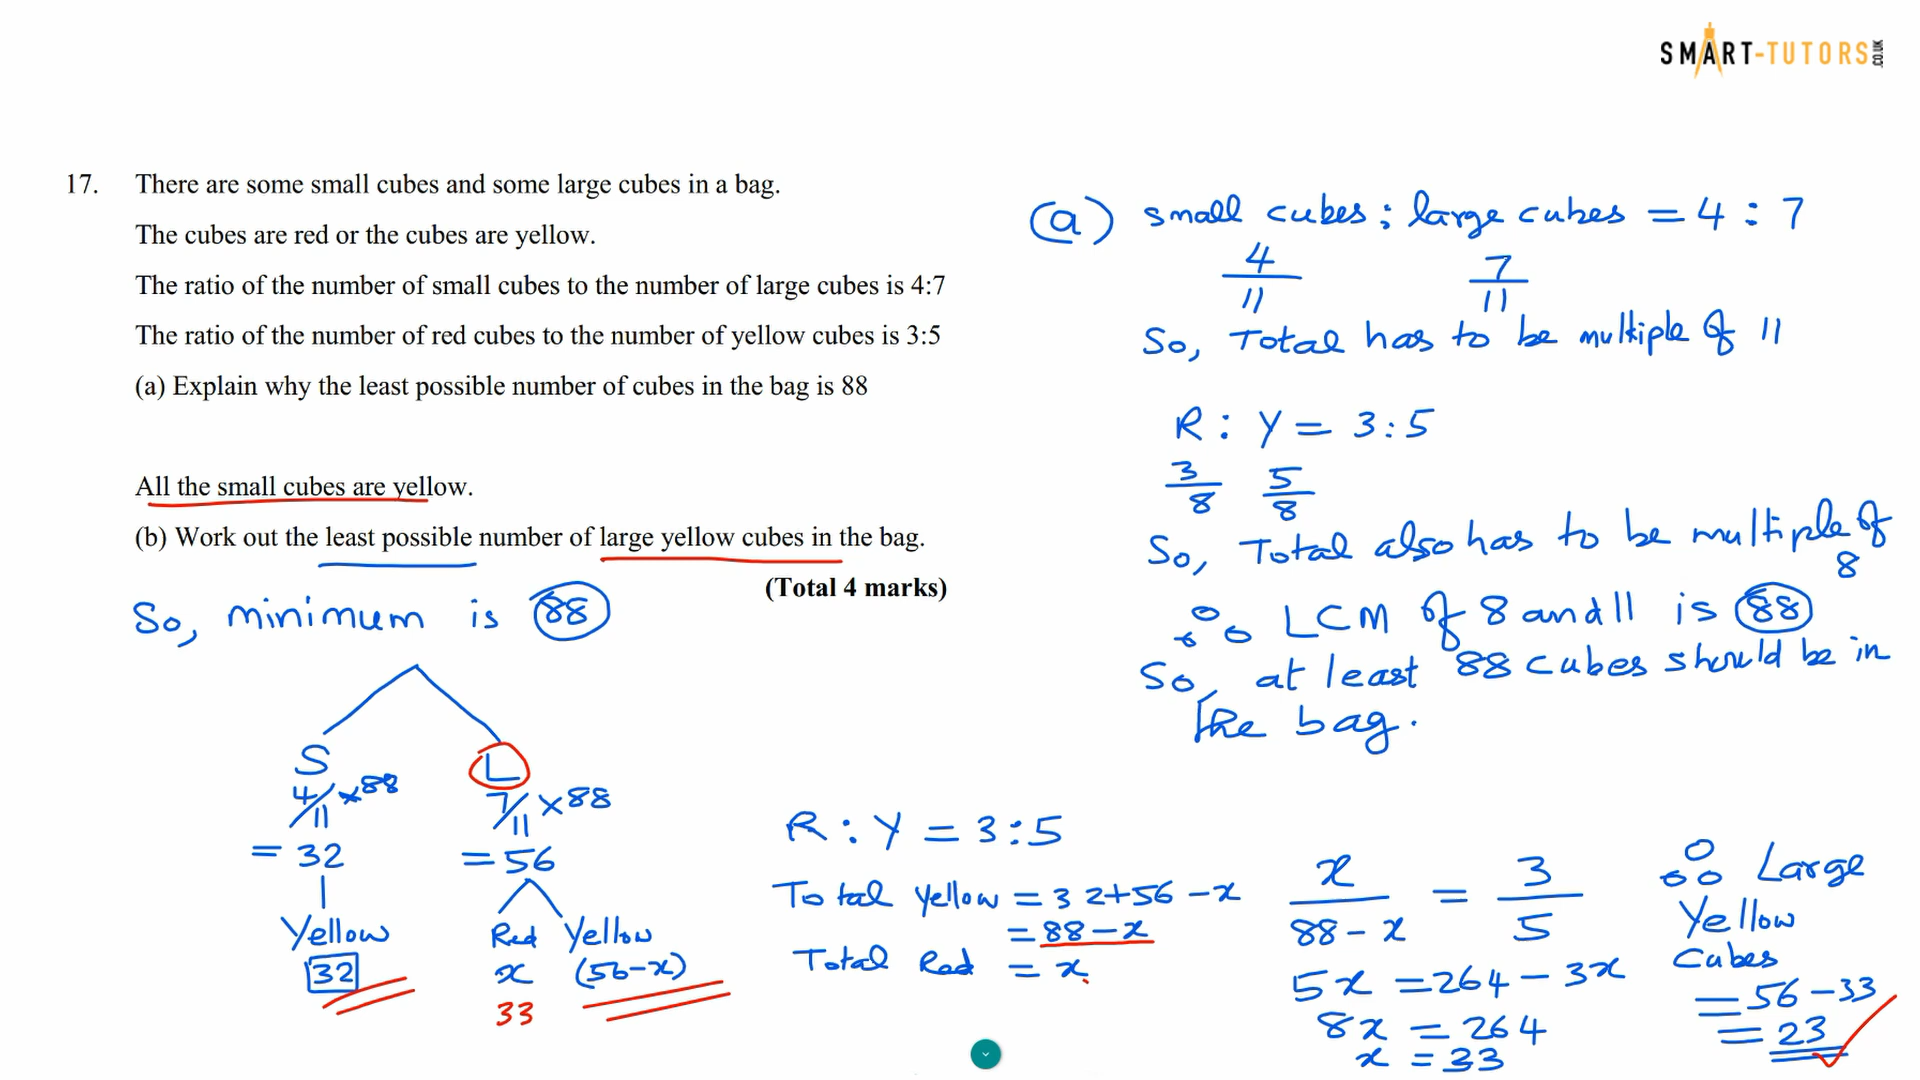 SMART-TUTORS.CO.UK
17. There are some small cubes and some large cubes in a bag.
The cubes are red or the cubes are yellow.
The ratio of the number of small cubes to the number of large cubes is 4:7
The ratio of the number of red cubes to the number of yellow cubes is 3:5
(a) Explain why the least possible number of cubes in the bag is 88
All the small cubes are yellow.
(b) Work out the least possible number of large yellow cubes in the bag.
(Total 4 marks)
So, minimum is 88
S L
4/11 × 88 7/11 × 88
= 32 = 56
Yellow Red Yellow
32 x (56-x)
33
(a) small cubes : large cubes = 4 : 7
4/11 7/11
So, Total has to be multiple of 11
R : Y = 3:5
3/8 5/8
So, Total also has to be multiple of
8
∴ LCM of 8 and 11 is 88
So, at least 88 cubes should be in
the bag.
R : Y = 3:5
Total yellow = 32+56-x
= 88-x
Total Red = x
x/(88-x) = 3/5
5x = 264-3x
8x = 264
x = 33
∴ Large
Yellow
Cubes
= 56-33
= 23